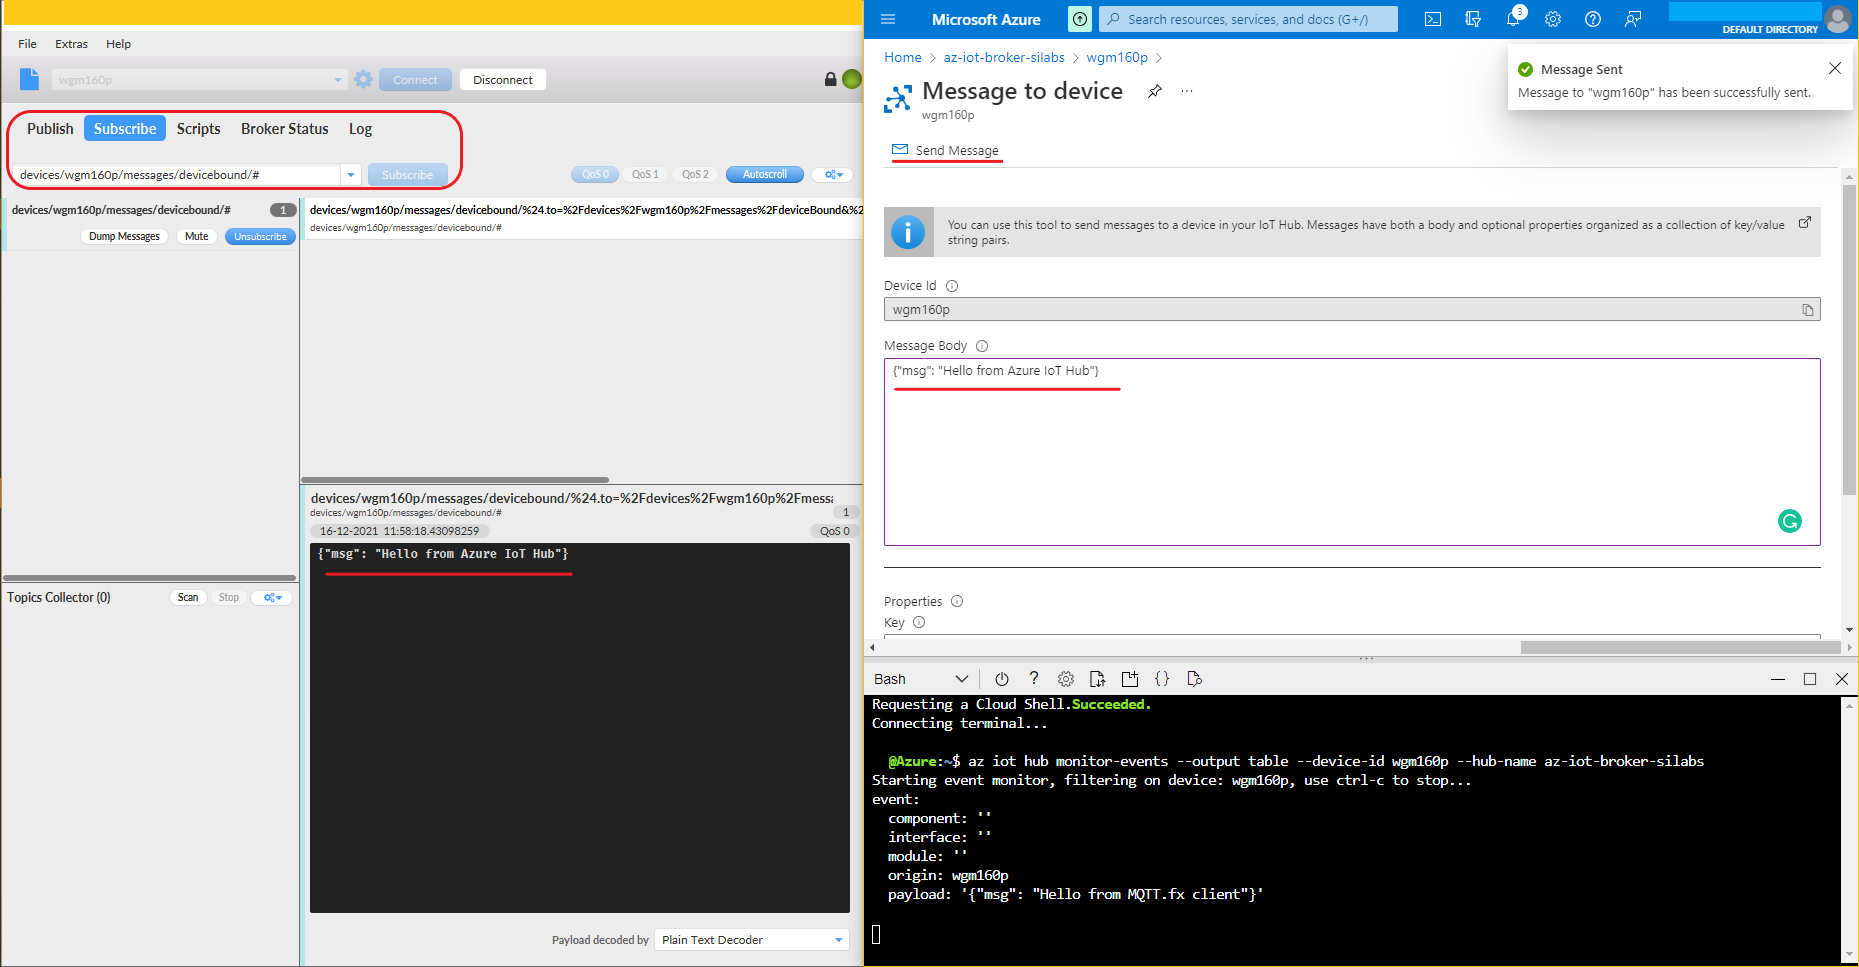 File Extras Help
wgm160p Connect Disconnect
Publish Subscribe Scripts Broker Status Log
devices/wgm160p/messages/devicebound/# Subscribe QoS 0 QoS 1 QoS 2 Autoscroll
devices/wgm160p/messages/devicebound/# 1
Dump Messages Mute Unsubscribe
devices/wgm160p/messages/devicebound/%24.to=%2Fdevices%2Fwgm160p%2Fmessages%2FdeviceBound&%2
devices/wgm160p/messages/devicebound/#
devices/wgm160p/messages/devicebound/%24.to=%2Fdevices%2Fwgm160p%2Fmessa
devices/wgm160p/messages/devicebound/# 1
16-12-2021 11:58:18.43098259 QoS 0
{"msg": "Hello from Azure IoT Hub"}
Topics Collector (0) Scan Stop
Payload decoded by Plain Text Decoder
Microsoft Azure Search resources, services, and docs (G+/) 3
DEFAULT DIRECTORY
Home > az-iot-broker-silabs > wgm160p >
Message to device ...
wgm160p
Message Sent
Message to "wgm160p" has been successfully sent.
Send Message
You can use this tool to send messages to a device in your IoT Hub. Messages have both a body and optional properties organized as a collection of key/value
string pairs.
Device Id
wgm160p
Message Body
{"msg": "Hello from Azure IoT Hub"}
Properties
Key
Bash ? {}
Requesting a Cloud Shell.Succeeded.
Connecting terminal...
@Azure:~$ az iot hub monitor-events --output table --device-id wgm160p --hub-name az-iot-broker-silabs
Starting event monitor, filtering on device: wgm160p, use ctrl-c to stop...
event:
component: ''
interface: ''
module: ''
origin: wgm160p
payload: '{"msg": "Hello from MQTT.fx client"}'